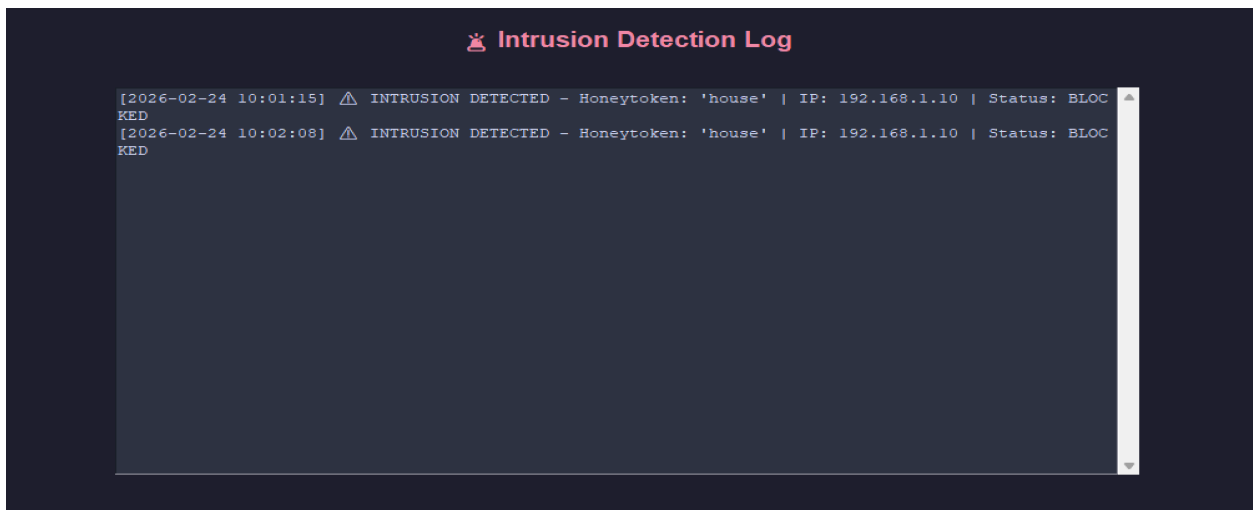 🚨 Intrusion Detection Log
[2026-02-24 10:01:15] ⚠ INTRUSION DETECTED - Honeytoken: 'house' | IP: 192.168.1.10 | Status: BLOC
KED
[2026-02-24 10:02:08] ⚠ INTRUSION DETECTED - Honeytoken: 'house' | IP: 192.168.1.10 | Status: BLOC
KED